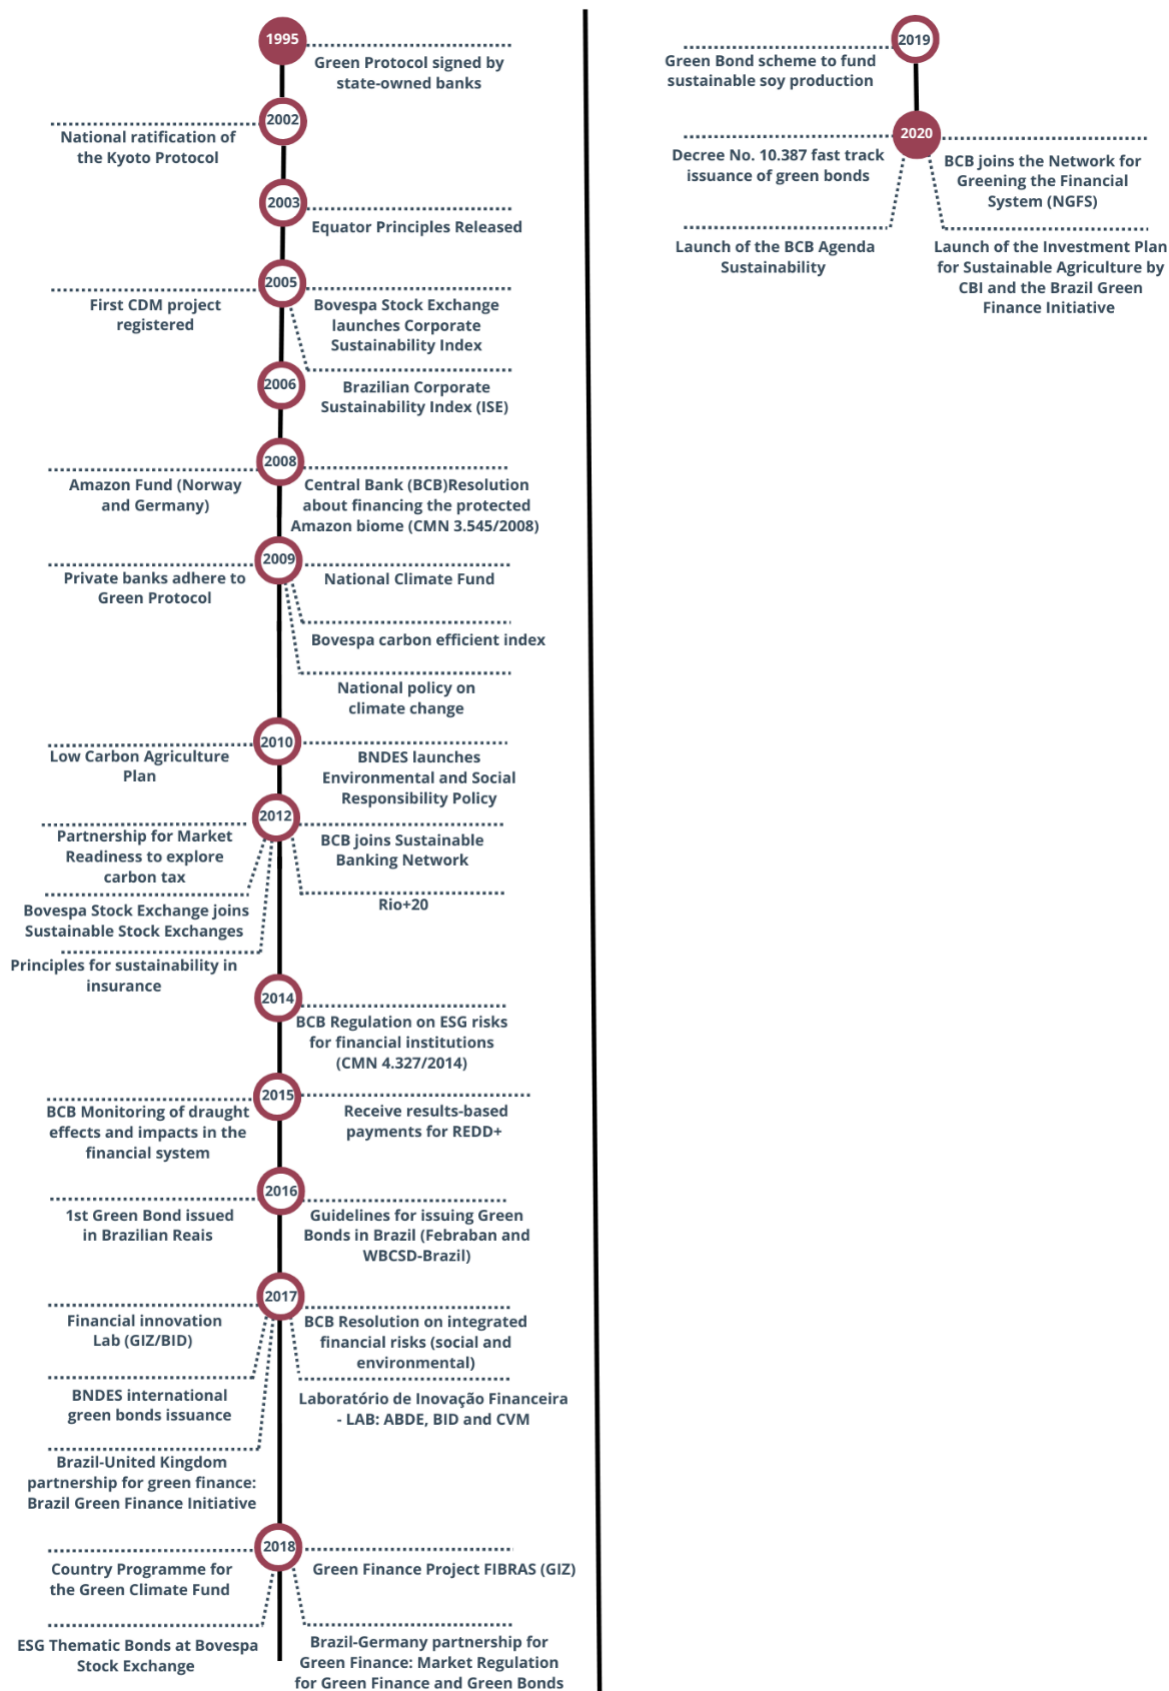 1995
Green Protocol signed by
state-owned banks
2002
National ratification of
the Kyoto Protocol
2003
Equator Principles Released
2005
First CDM project
registered
Bovespa Stock Exchange
launches Corporate
Sustainability Index
2006
Brazilian Corporate
Sustainability Index (ISE)
2008
Amazon Fund (Norway
and Germany)
Central Bank (BCB)Resolution
about financing the protected
Amazon biome (CMN 3.545/2008)
2009
Private banks adhere to
Green Protocol
National Climate Fund
Bovespa carbon efficient index
National policy on
climate change
2010
Low Carbon Agriculture
Plan
BNDES launches
Environmental and Social
Responsibility Policy
2012
Partnership for Market
Readiness to explore
carbon tax
Bovespa Stock Exchange joins
Sustainable Stock Exchanges
Principles for sustainability in
insurance
BCB joins Sustainable
Banking Network
Rio+20
2014
BCB Regulation on ESG risks
for financial institutions
(CMN 4.327/2014)
2015
BCB Monitoring of draught
effects and impacts in the
financial system
Receive results-based
payments for REDD+
2016
1st Green Bond issued
in Brazilian Reais
Guidelines for issuing Green
Bonds in Brazil (Febraban and
WBCSD-Brazil)
2017
Financial innovation
Lab (GIZ/BID)
BNDES international
green bonds issuance
Brazil-United Kingdom
partnership for green finance:
Brazil Green Finance Initiative
BCB Resolution on integrated
financial risks (social and
environmental)
Laboratório de Inovação Financeira
- LAB: ABDE, BID and CVM
2018
Country Programme for
the Green Climate Fund
ESG Thematic Bonds at Bovespa
Stock Exchange
Green Finance Project FIBRAS (GIZ)
Brazil-Germany partnership for
Green Finance: Market Regulation
for Green Finance and Green Bonds
2019
Green Bond scheme to fund
sustainable soy production
2020
Decree No. 10.387 fast track
issuance of green bonds
Launch of the BCB Agenda
Sustainability
BCB joins the Network for
Greening the Financial
System (NGFS)
Launch of the Investment Plan
for Sustainable Agriculture by
CBI and the Brazil Green
Finance Initiative